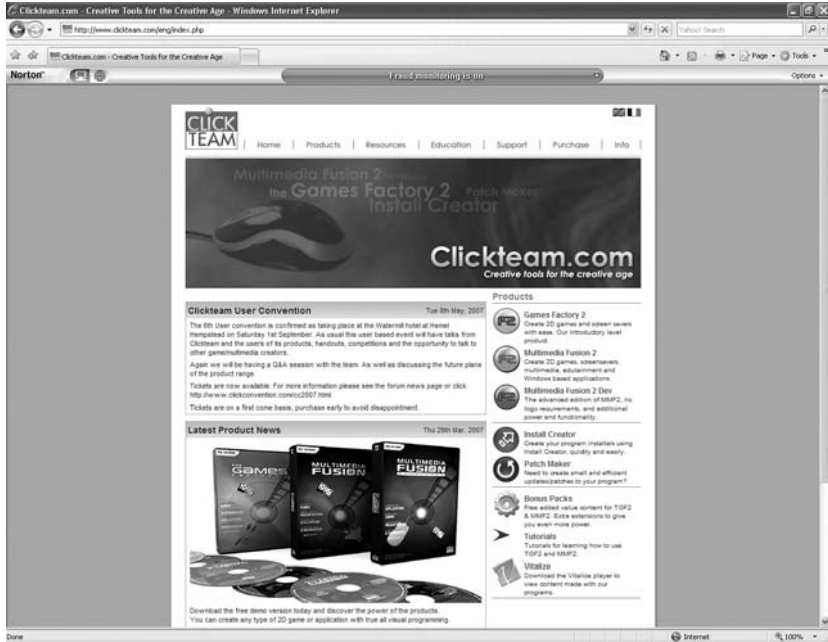 Clickteam.com - Creative Tools for the Creative Age - Windows Internet Explorer
http://www.clickteam.com/eng/index.php
Yahoo! Search
Clickteam.com - Creative Tools for the Creative Age
Page
Tools
Norton
Fraud monitoring is on
Options
CLICK
TEAM
Home | Products | Resources | Education | Support | Purchase | Info
Multimedia Fusion 2
the Games Factory 2 Patch Maker
Install Creator
Clickteam.com
Creative tools for the creative age
Clickteam User Convention Tue 8th May, 2007
The 6th User convention is confirmed as taking place at the Watermill hotel at Hemel
Hempstead on Saturday 1st September. As usual this user based event will have talks from
Clickteam and the users of its products, handouts, competitions and the opportunity to talk to
other game/multimedia creators.
Again we will be having a Q&A session with the team. As well as discussing the future plans
of the product range.
Tickets are now available. For more information please see the forum news page or click
http://www.clickconvention.com/cc2007.html
Tickets are on a first come basis, purchase early to avoid disappointment.
Latest Product News Thu 29th Mar, 2007
Games
MULTIMEDIA
FUSION
MULTIMEDIA
FUSION
Download the free demo version today and discover the power of the products.
You can create any type of 2D game or application with true all visual programming.
Products
Games Factory 2
Create 2D games and screen savers
with ease. Our introductory level
product.
Multimedia Fusion 2
Create 2D games, screensavers,
multimedia, edutainment and
Windows based applications.
Multimedia Fusion 2 Dev
The advanced edition of MMF2, no
logo requirements, and additional
power and functionality.
Install Creator
Create your program installers using
Install Creator, quickly and easily.
Patch Maker
Need to create small and efficient
updates/patches to your program?
Bonus Packs
Free added value content for TGF2
& MMF2. Extra extensions to give
you even more power.
Tutorials
Tutorials for learning how to use
TGF2 and MMF2.
Vitalize
Download the Vitalize player to
view content made with our
programs.
Done
Internet
100%